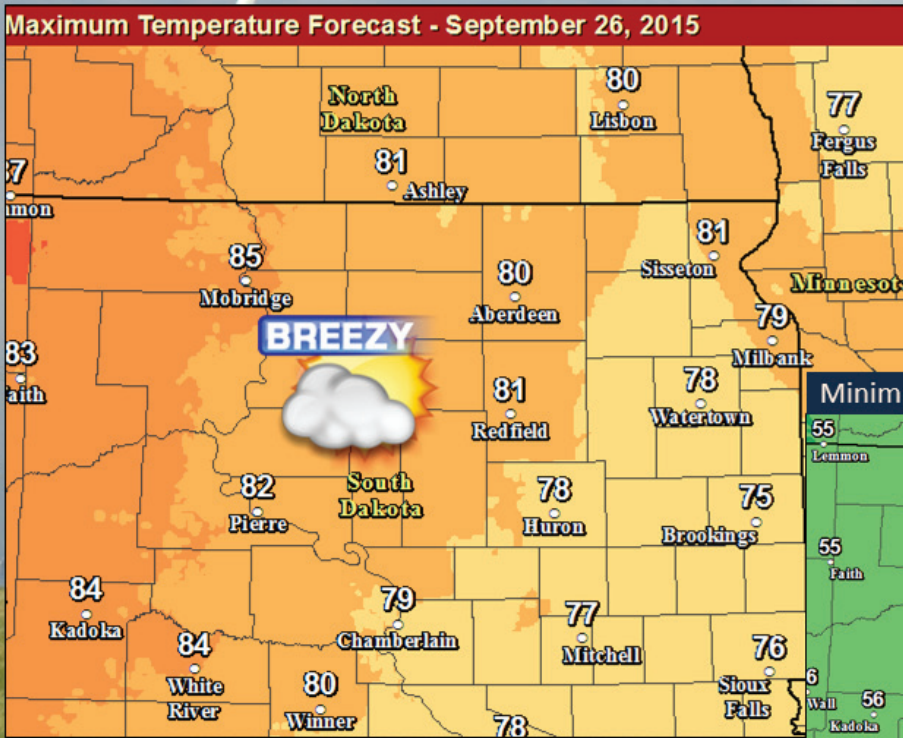 Maximum Temperature Forecast - September 26, 2015
North
Dakota
80
Lisbon
77
Fergus
Falls
81
Ashley
85
Mobridge
80
Aberdeen
81
Sisseton
79
Milbank
BREEZY
83
81
Redfield
78
Watertown
Minim
55
Lemmon
82
Pierre
South
Dakota
78
Huron
75
Brookings
55
Faith
84
Kadoka
79
Chamberlain
77
Mitchell
84
White
River
80
Winner
78
76
Sioux
Falls
6
Wall
56
Kadoka